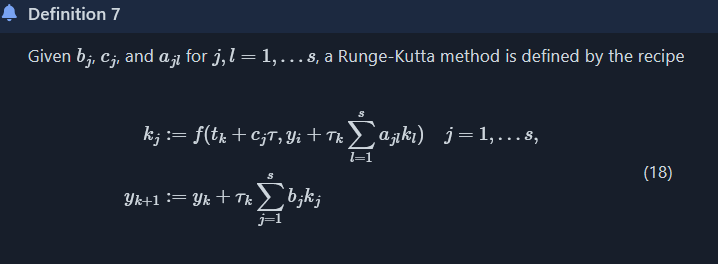 Definition 7
Given b_j, c_j, and a_{jl} for j, l = 1, … s, a Runge-Kutta method is defined by the recipe
k_j := f(t_k + c_jτ, y_i + τ_k ∑_{l=1}^{s} a_{jl}k_l)   j = 1, … s,
(18)
y_{k+1} := y_k + τ_k ∑_{j=1}^{s} b_jk_j